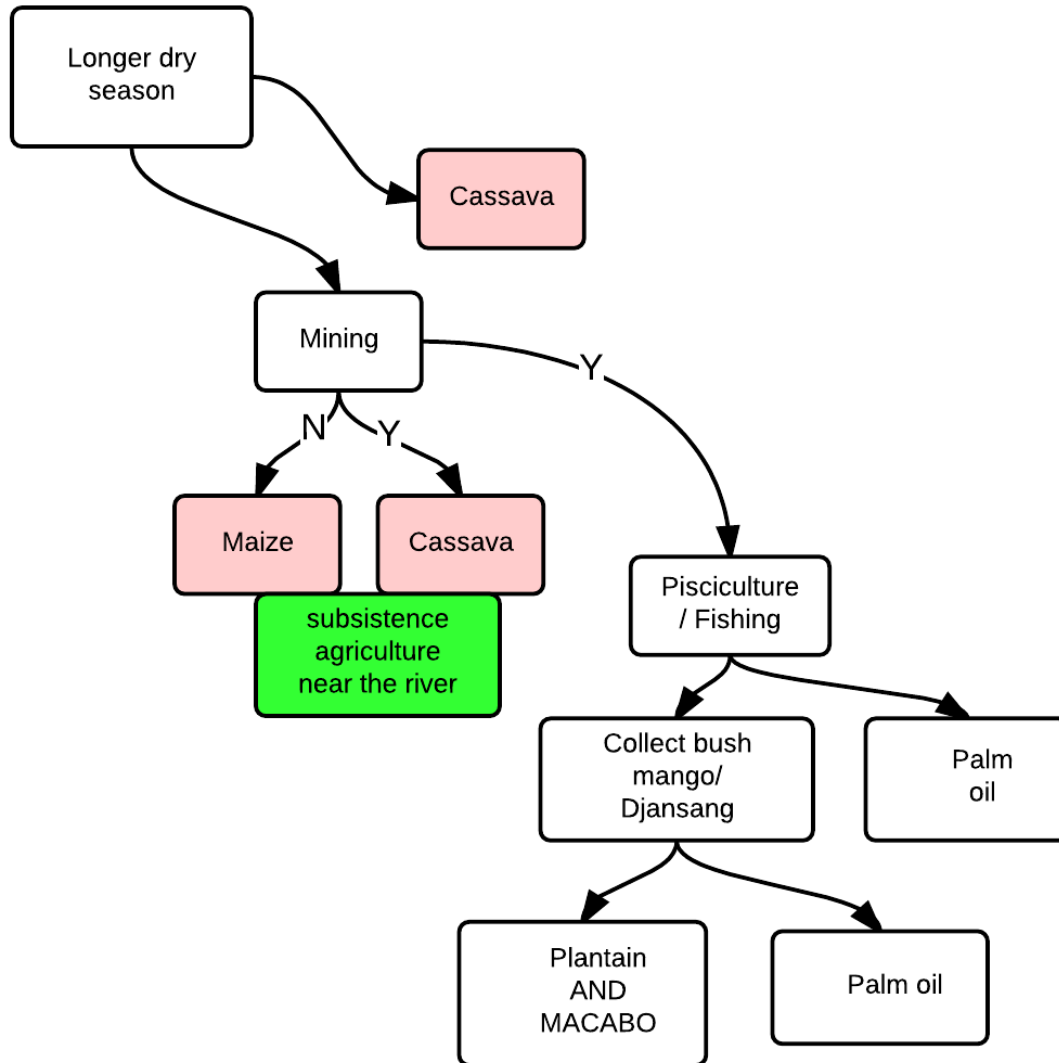 Longer dry
season
Cassava
Mining
Y
N
Y
Maize
Cassava
subsistence
agriculture
near the river
Pisciculture
/ Fishing
Collect bush
mango/
Djansang
Palm
oil
Plantain
AND
MACABO
Palm oil